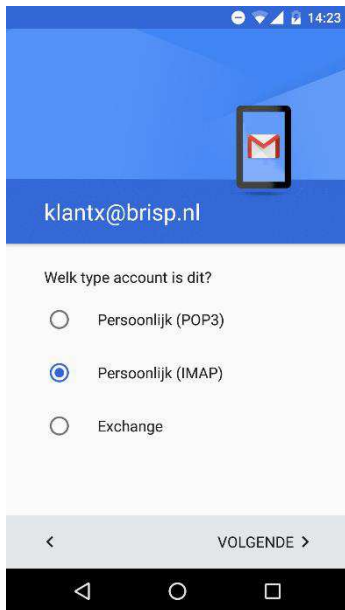 14:23
klantx@brisp.nl
Welk type account is dit?
Persoonlijk (POP3)
Persoonlijk (IMAP)
Exchange
VOLGENDE